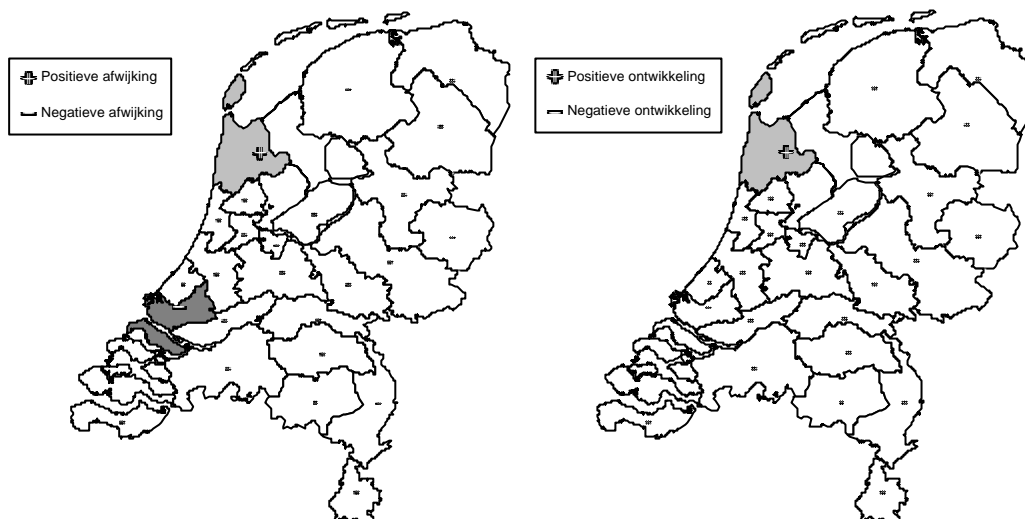 Positieve afwijking
Negatieve afwijking
Positieve ontwikkeling
Negatieve ontwikkeling